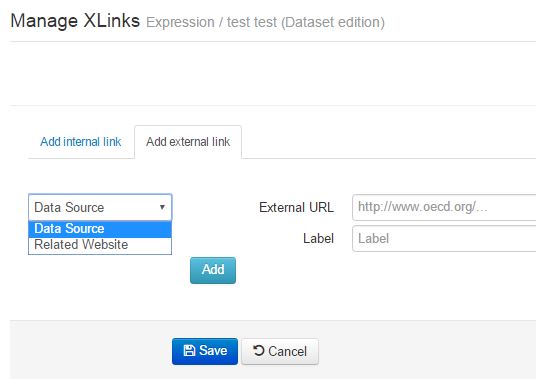 Manage XLinks Expression / test test (Dataset edition)
Add internal link Add external link
Data Source External URL http://www.oecd.org/...
Data Source
Related Website
Label Label
Add
Save Cancel